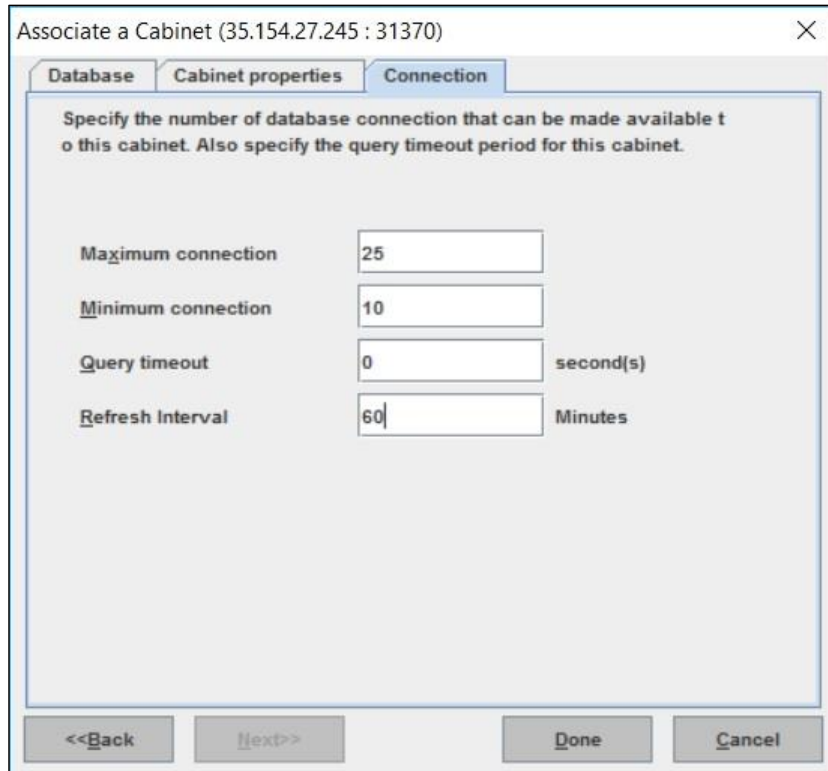 Associate a Cabinet (35.154.27.245 : 31370)
Database Cabinet properties Connection
Specify the number of database connection that can be made available t
o this cabinet. Also specify the query timeout period for this cabinet.
Maximum connection 25
Minimum connection 10
Query timeout 0 second(s)
Refresh Interval 60 Minutes
<<Back Next>> Done Cancel